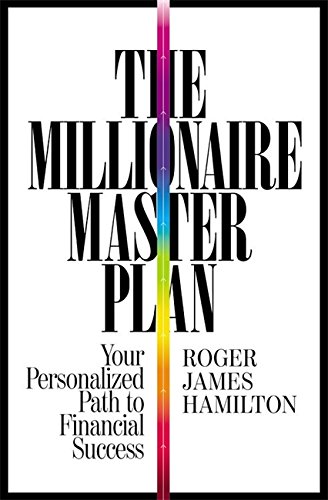 THE
MILLIONAIRE
MASTER
PLAN
Your
Personalized
Path to
Financial
Success
ROGER
JAMES
HAMILTON